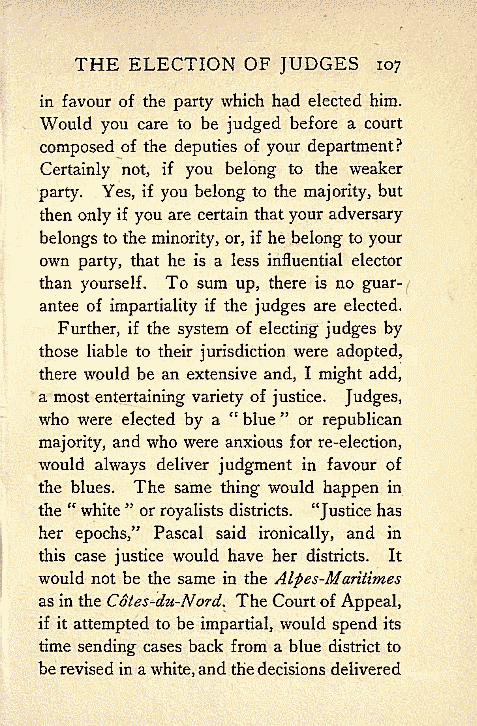 THE ELECTION OF JUDGES 107
in favour of the party which had elected him.
Would you care to be judged before a court
composed of the deputies of your department?
Certainly not, if you belong to the weaker
party. Yes, if you belong to the majority, but
then only if you are certain that your adversary
belongs to the minority, or, if he belong to your
own party, that he is a less influential elector
than yourself. To sum up, there is no guar-
antee of impartiality if the judges are elected.
Further, if the system of electing judges by
those liable to their jurisdiction were adopted,
there would be an extensive and, I might add,
a most entertaining variety of justice. Judges,
who were elected by a "blue" or republican
majority, and who were anxious for re-election,
would always deliver judgment in favour of
the blues. The same thing would happen in
the " white " or royalists districts. "Justice has
her epochs," Pascal said ironically, and in
this case justice would have her districts. It
would not be the same in the Alpes-Maritimes
as in the Côtes-du-Nord. The Court of Appeal,
if it attempted to be impartial, would spend its
time sending cases back from a blue district to
be revised in a white, and the decisions delivered